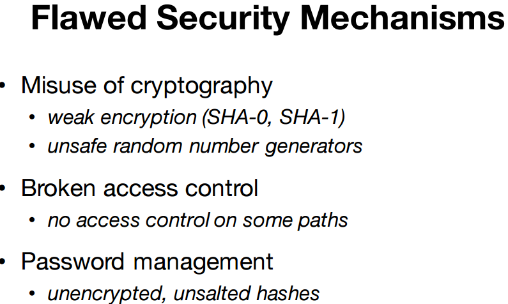 Flawed Security Mechanisms
• Misuse of cryptography
• weak encryption (SHA-0, SHA-1)
• unsafe random number generators
• Broken access control
• no access control on some paths
• Password management
• unencrypted, unsalted hashes